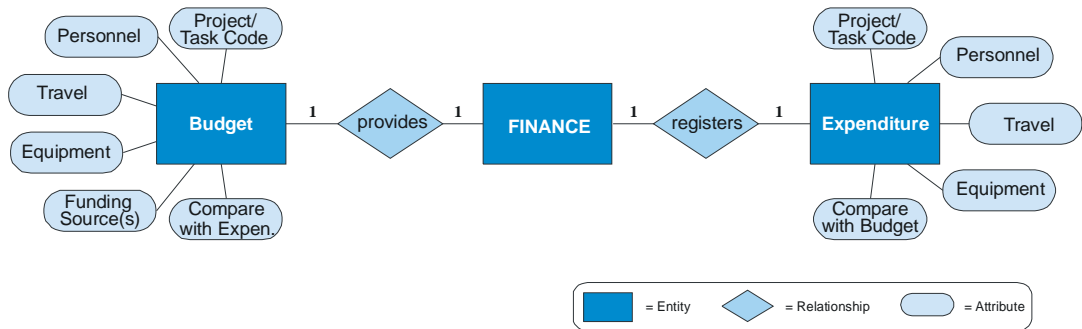 Project/
Task Code
Personnel
Travel
Equipment
Funding
Source(s)
Compare
with Expen.
Budget
1
provides
1
FINANCE
1
registers
1
Expenditure
Project/
Task Code
Personnel
Travel
Equipment
Compare
with Budget
= Entity
= Relationship
= Attribute